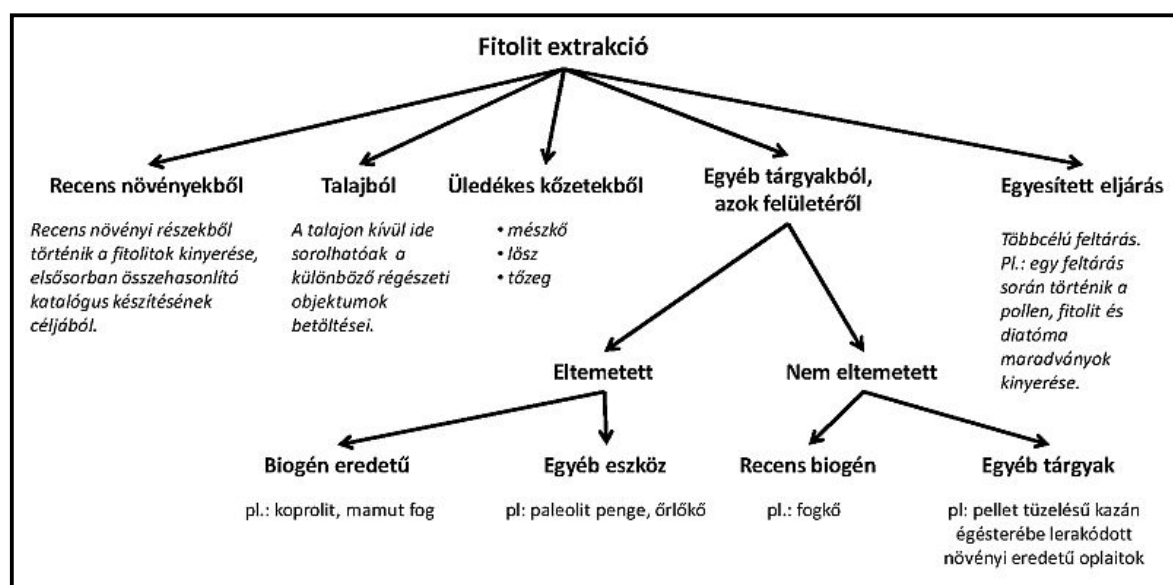 Fitolit extrakció
Recens növényekből
Recens növényi részekből
történik a fitolitok kinyerése,
elsősorban összehasonlító
katalógus készítésének
céljából.
Talajból
A talajon kívül ide
sorolhatóak a
különböző régészeti
objektumok
betöltései.
Üledékes kőzetekből
• mészkő
• lösz
• tőzeg
Egyéb tárgyakból,
azok felületéről
Egyesített eljárás
Többcélú feltárás.
Pl.: egy feltárás
során történik a
pollen, fitolit és
diatóma
maradványok
kinyerése.
Eltemetett
Nem eltemetett
Biogén eredetű
pl.: koprolit, mamut fog
Egyéb eszköz
pl: paleolit penge, őrlőkő
Recens biogén
pl.: fogkő
Egyéb tárgyak
pl: pellet tüzelésű kazán
égésterébe lerakódott
növényi eredetű oplaitok